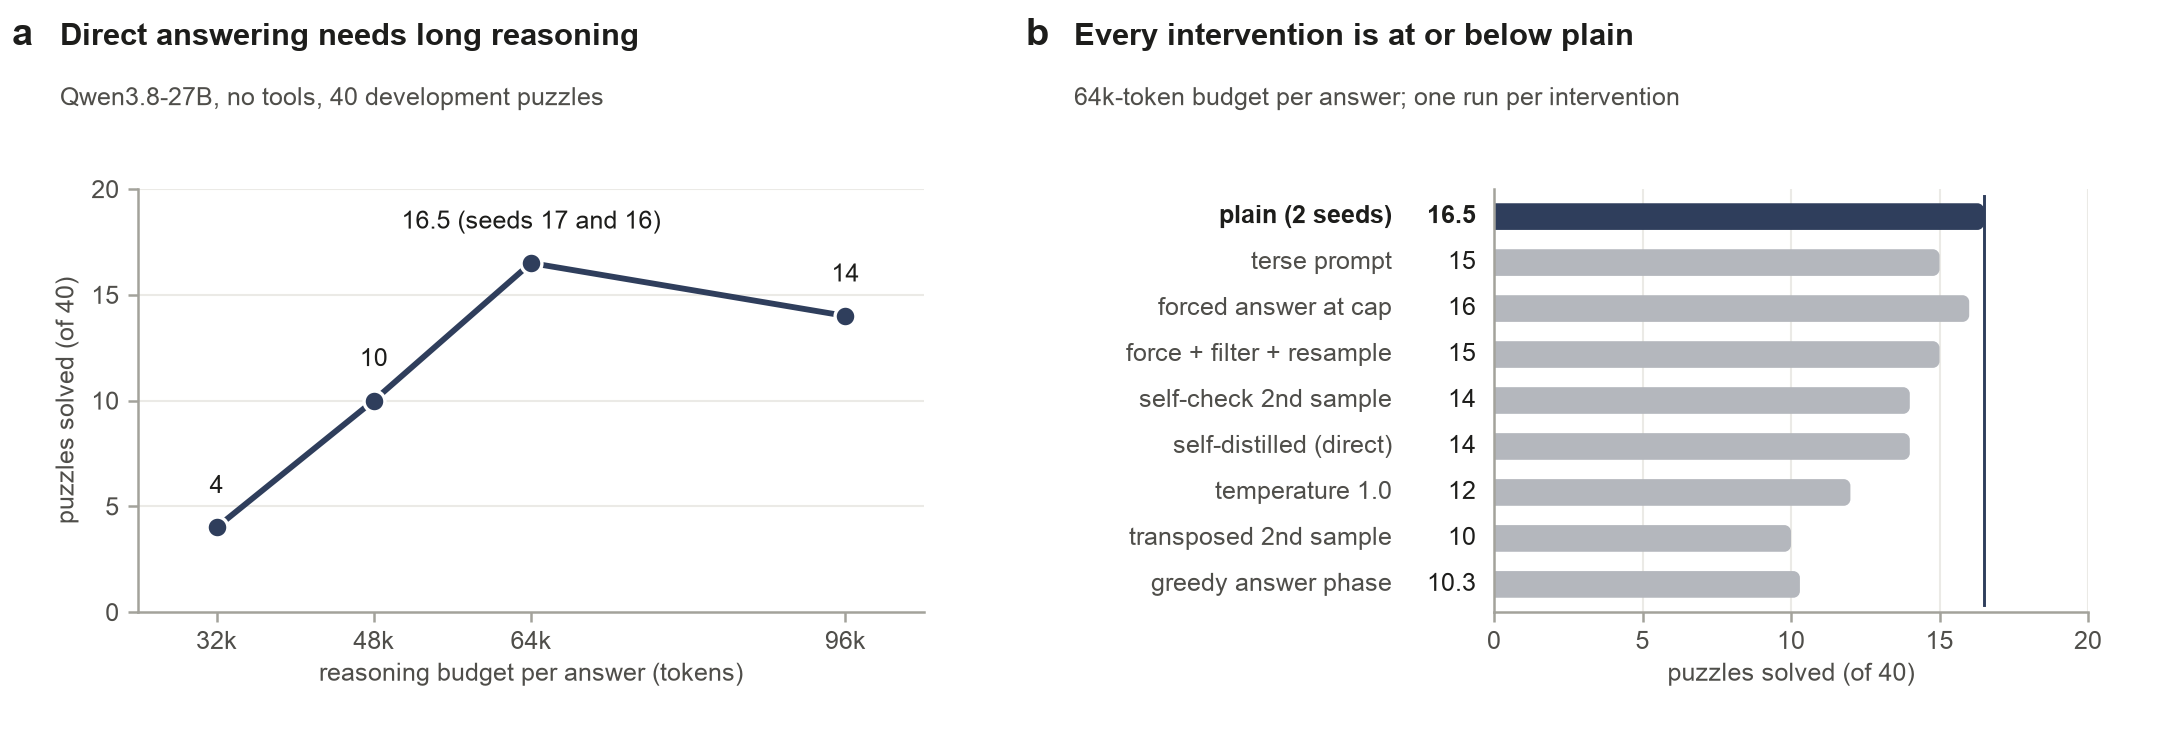 a Direct answering needs long reasoning
Qwen3.8-27B, no tools, 40 development puzzles
puzzles solved (of 40)
20
15
10
5
0
4
10
16.5 (seeds 17 and 16)
14
32k 48k 64k 96k
reasoning budget per answer (tokens)
b Every intervention is at or below plain
64k-token budget per answer; one run per intervention
plain (2 seeds) 16.5
terse prompt 15
forced answer at cap 16
force + filter + resample 15
self-check 2nd sample 14
self-distilled (direct) 14
temperature 1.0 12
transposed 2nd sample 10
greedy answer phase 10.3
0 5 10 15 20
puzzles solved (of 40)